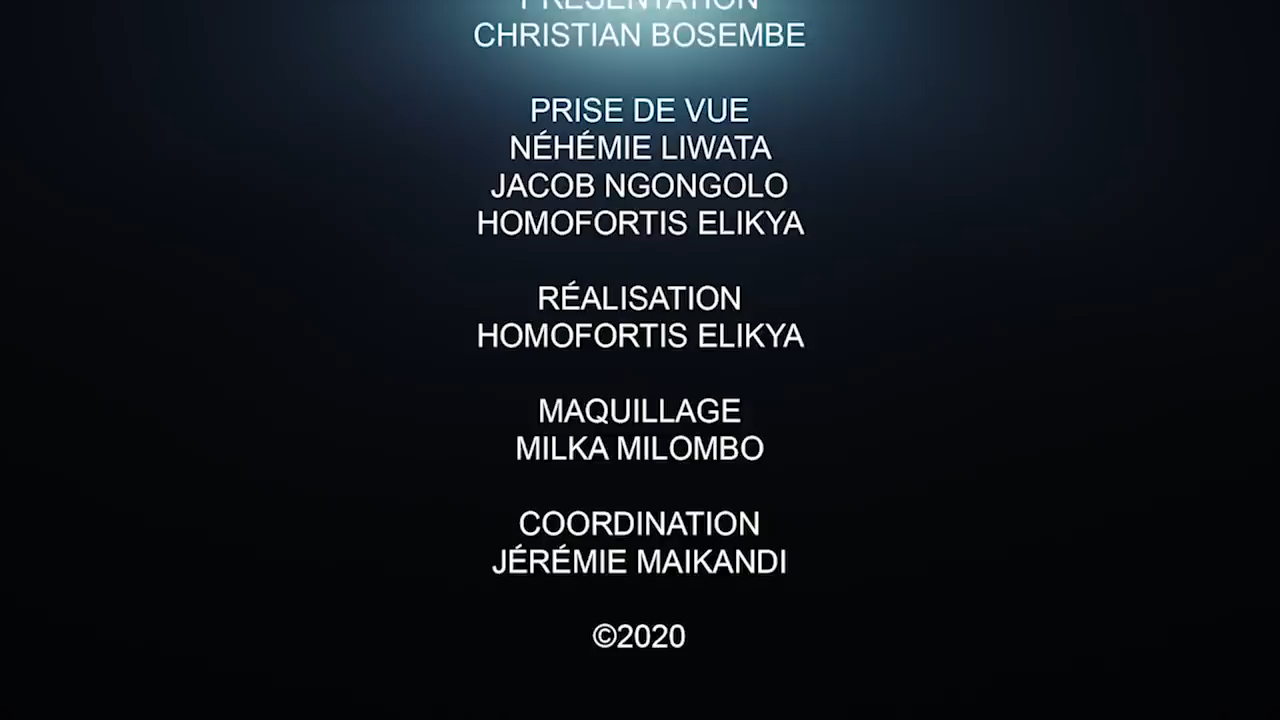 PRÉSENTATION
CHRISTIAN BOSEMBE
PRISE DE VUE
NÉHÉMIE LIWATA
JACOB NGONGOLO
HOMOFORTIS ELIKYA
RÉALISATION
HOMOFORTIS ELIKYA
MAQUILLAGE
MILKA MILOMBO
COORDINATION
JÉRÉMIE MAIKANDI
©2020